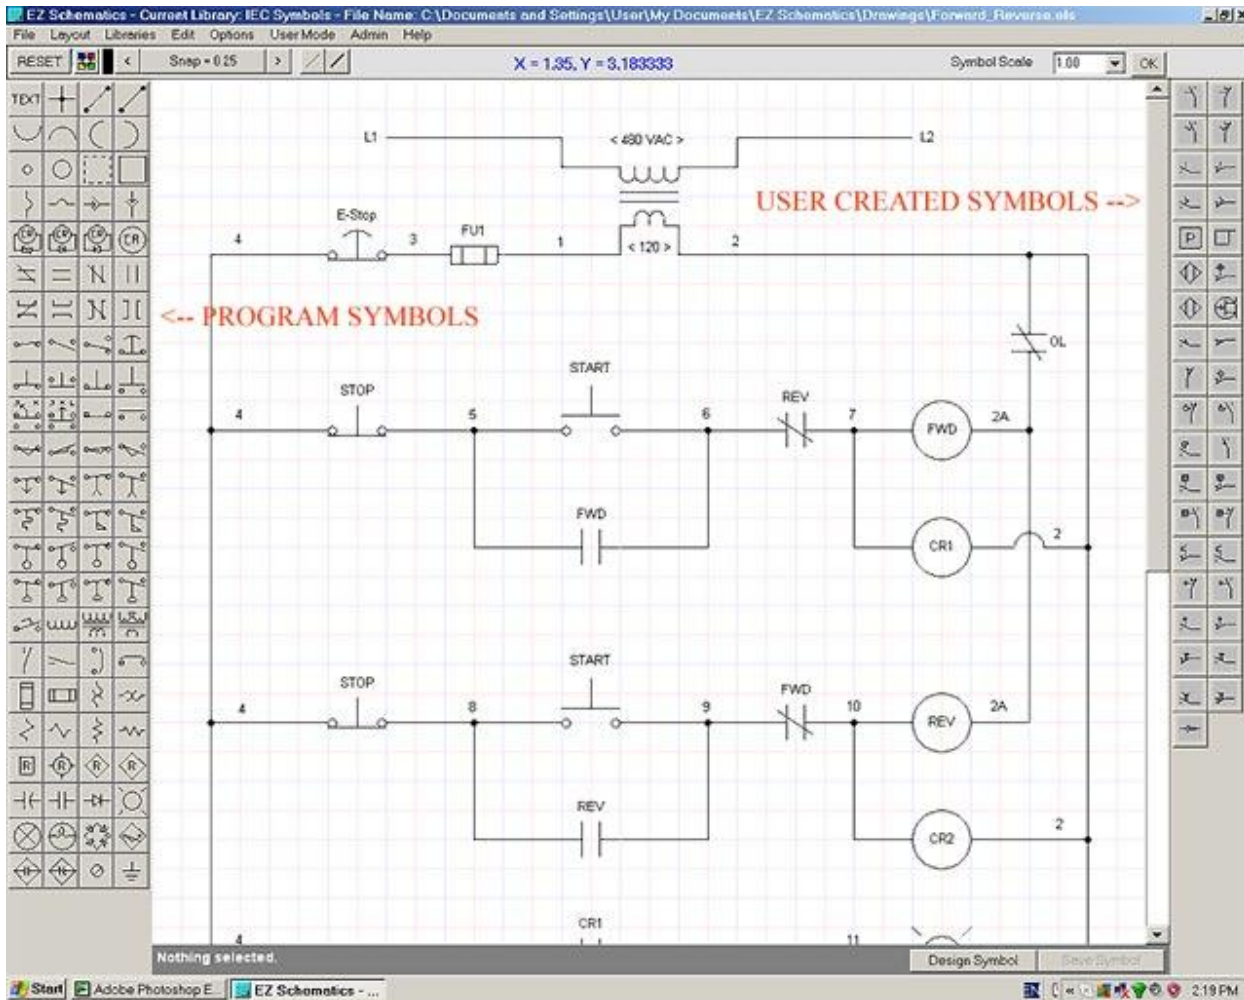 EZ Schematics - Current Library: IEC Symbols - File Name: C:\Documents and Settings\User\My Documents\EZ Schematics\Drawings\Forward_Reverse.els
File Layout Libraries Edit Options User Mode Admin Help
RESET < Snap = 0.25 > X = 1.35, Y = 3.183333 Symbol Scale 1.00 OK
TEXT
L1 < 480 VAC > L2
USER CREATED SYMBOLS -->
E-Stop
4 3 FU1 1 < 120 > 2
<-- PROGRAM SYMBOLS
OL
START
STOP REV
4 5 6 7 FWD 2A
FWD
CR1 2
START
STOP FWD
4 8 9 10 REV 2A
REV
CR2 2
CR1
4 11
Nothing selected. Design Symbol Save Symbol
Start Adobe Photoshop E... EZ Schematics - ... 2:19 PM